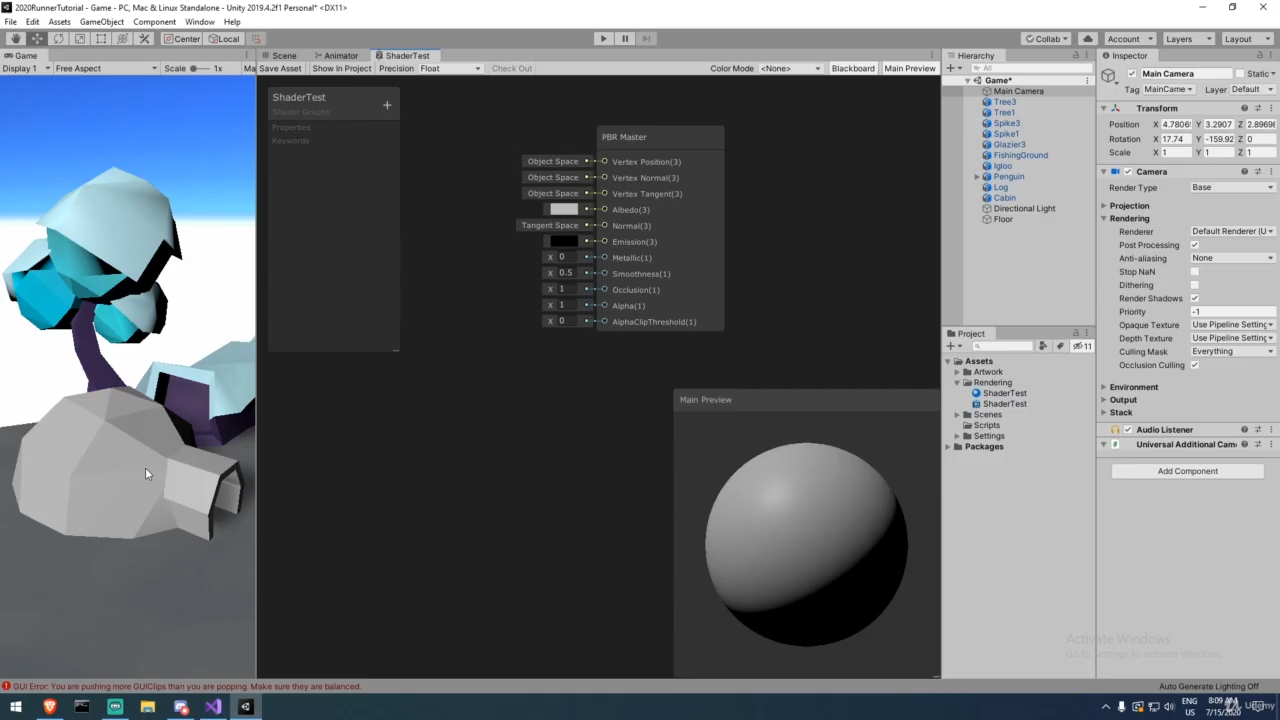 2020RunnerTutorial - Game - PC, Mac & Linux Standalone - Unity 2019.4.2f1 Personal* <DX11>
File Edit Assets GameObject Component Window Help
Center Local Collab Account Layers Layout
Game Scene Animator ShaderTest Hierarchy Inspector
Display 1 Free Aspect Scale 1x Ma Save Asset Show In Project Precision Float Check Out Color Mode <None> Blackboard Main Preview
All
Main Camera Static
Tag MainCame Layer Default
Game*
Main Camera
Tree3
Tree1
Spike3
Spike1
Glazier3
FishingGround
Igloo
Penguin
Log
Cabin
Directional Light
Floor
ShaderTest
Shader Graphs
Properties
Keywords
PBR Master
Object Space Vertex Position(3)
Object Space Vertex Normal(3)
Object Space Vertex Tangent(3)
Albedo(3)
Tangent Space Normal(3)
Emission(3)
X 0 Metallic(1)
X 0.5 Smoothness(1)
X 1 Occlusion(1)
X 1 Alpha(1)
X 0 AlphaClipThreshold(1)
Main Preview
Project
11
Assets
Artwork
Rendering
ShaderTest
ShaderTest
Scenes
Scripts
Settings
Packages
Transform
Position X 4.7806 Y 3.2907 Z 2.8969
Rotation X 17.74 Y -159.92 Z 0
Scale X 1 Y 1 Z 1
Camera
Render Type Base
Projection
Rendering
Renderer Default Renderer (U
Post Processing
Anti-aliasing None
Stop NaN
Dithering
Render Shadows
Priority -1
Opaque Texture Use Pipeline Setting
Depth Texture Use Pipeline Setting
Culling Mask Everything
Occlusion Culling
Environment
Output
Stack
Audio Listener
Universal Additional Cam
Add Component
Activate Windows
Go to Settings to activate Windows.
GUI Error: You are pushing more GUIClips than you are popping. Make sure they are balanced.
Auto Generate Lighting Off
ENG
US
8:09 AM
7/15/2020
Udemy